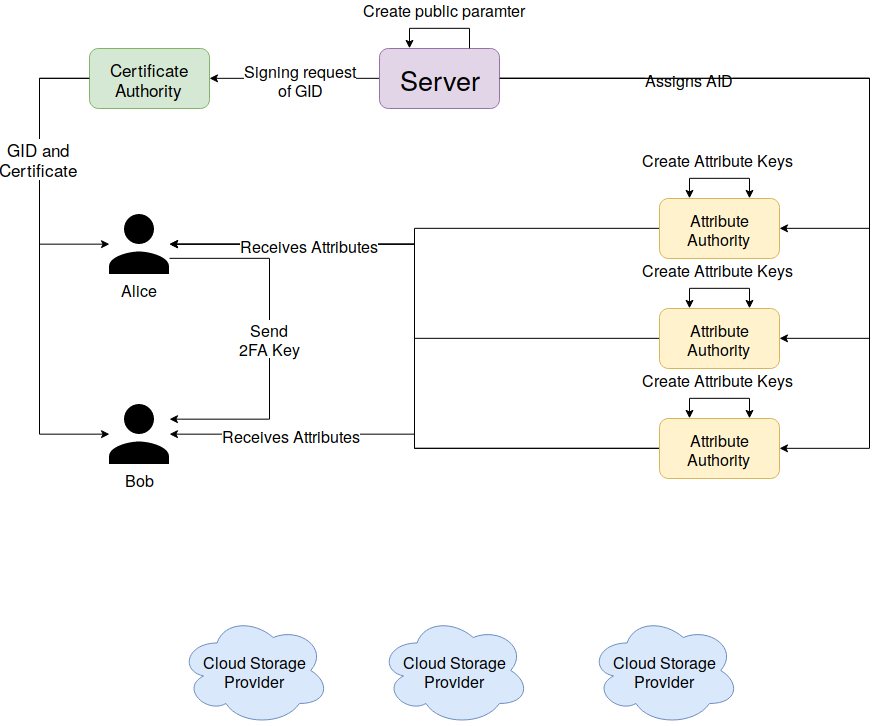 Create public paramter
Certificate
Authority
Signing request
of GID
Server
Assigns AID
GID and
Certificate
Create Attribute Keys
Attribute
Authority
Receives Attributes
Alice
Create Attribute Keys
Attribute
Authority
Send
2FA Key
Create Attribute Keys
Attribute
Authority
Receives Attributes
Bob
Cloud Storage
Provider
Cloud Storage
Provider
Cloud Storage
Provider